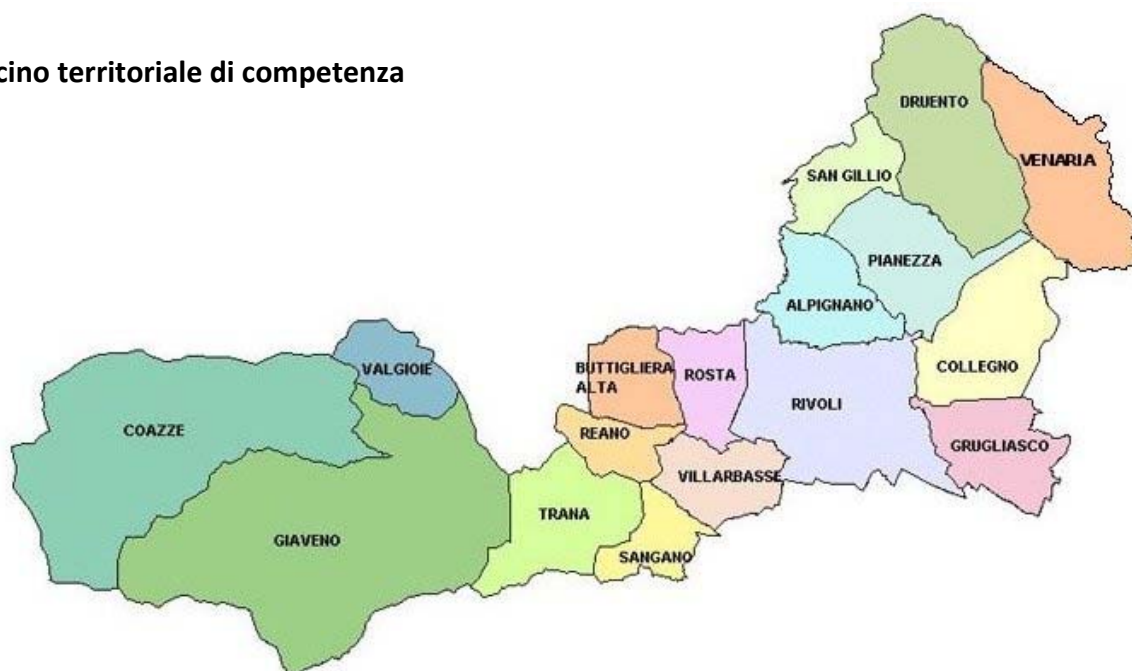 cino territoriale di competenza
DRUENTO
VENARIA
SAN GILLIO
PIANEZZA
ALPIGNANO
VALGIOIE
BUTTIGLIERA
ALTA
ROSTA
COLLEGNO
RIVOLI
COAZZE
REANO
GRUGLIASCO
VILLARBASSE
TRANA
GIAVENO
SANGANO